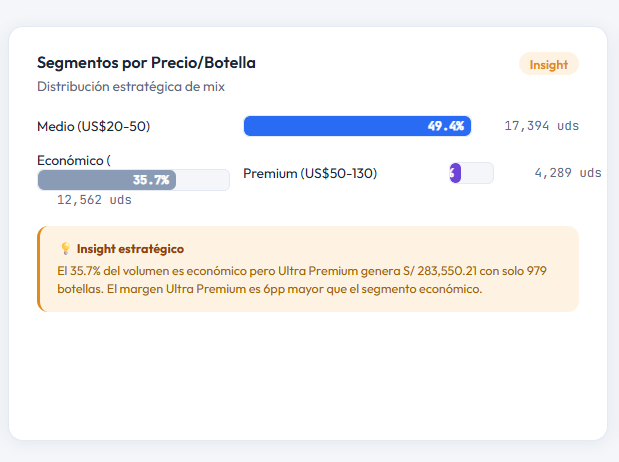 Segmentos por Precio/Botella
Insight
Distribución estratégica de mix
Medio (US$20-50)
49.4%
17,394 uds
Económico (
35.7%
12,562 uds
Premium (US$50-130)
4,289 uds
💡 Insight estratégico
El 35.7% del volumen es económico pero Ultra Premium genera S/ 283,550.21 con solo 979
botellas. El margen Ultra Premium es 6pp mayor que el segmento económico.